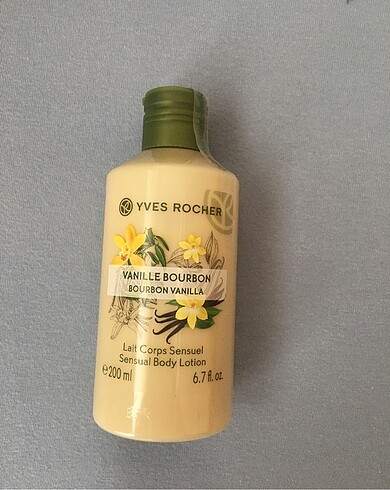 YVES ROCHER
VANILLE BOURBON
BOURBON VANILLA
Lait Corps Sensuel
Sensual Body Lotion
℮200 ml 6.7 fl. oz.